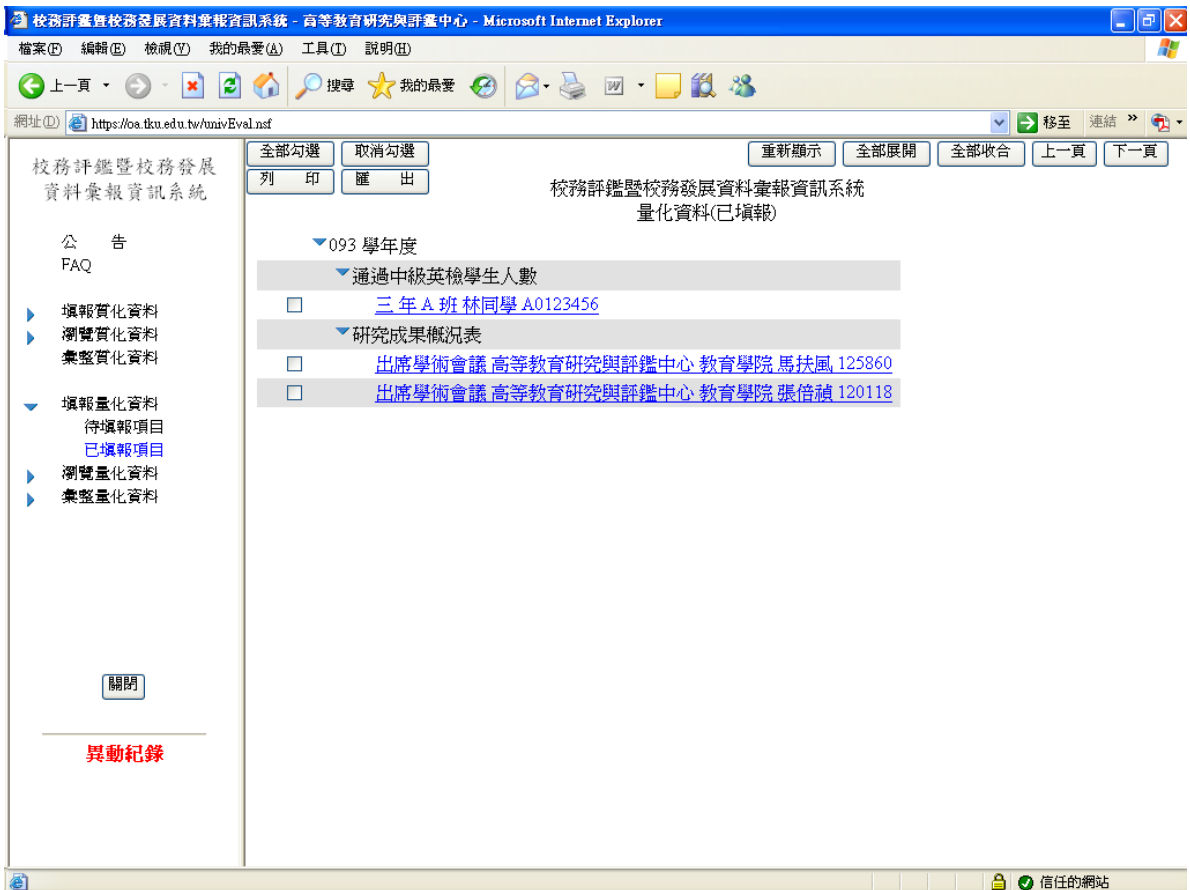 校務評鑑暨校務發展資料彙報資訊系統 - 高等教育研究與評鑑中心 - Microsoft Internet Explorer
檔案(F) 編輯(E) 檢視(V) 我的最愛(A) 工具(T) 說明(H)
上一頁 搜尋 我的最愛
網址(D) https://oa.tku.edu.tw/univEval.nsf 移至 連結 »
校務評鑑暨校務發展
資料彙報資訊系統
公 告
FAQ
填報質化資料
瀏覽質化資料
彙整質化資料
填報量化資料
待填報項目
已填報項目
瀏覽量化資料
彙整量化資料
關閉
異動紀錄
全部勾選 取消勾選 重新顯示 全部展開 全部收合 上一頁 下一頁
列 印 匯 出
校務評鑑暨校務發展資料彙報資訊系統
量化資料(已填報)
093 學年度
通過中級英檢學生人數
三 年 A 班 林同學 A0123456
研究成果概況表
出席學術會議 高等教育研究與評鑑中心 教育學院 馬扶風 125860
出席學術會議 高等教育研究與評鑑中心 教育學院 張倍禎 120118
信任的網站